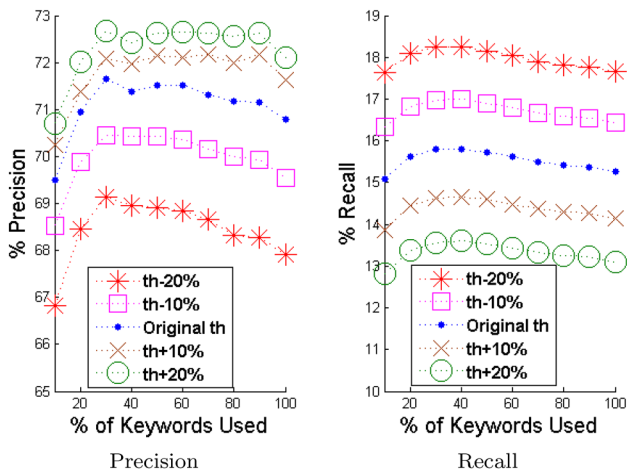 73
72
71
70
69
68
67
66
65
% Precision
20 40 60 80 100
% of Keywords Used
th-20%
th-10%
Original th
th+10%
th+20%
Precision
19
18
17
16
15
14
13
12
11
10
% Recall
20 40 60 80 100
% of Keywords Used
th-20%
th-10%
Original th
th+10%
th+20%
Recall